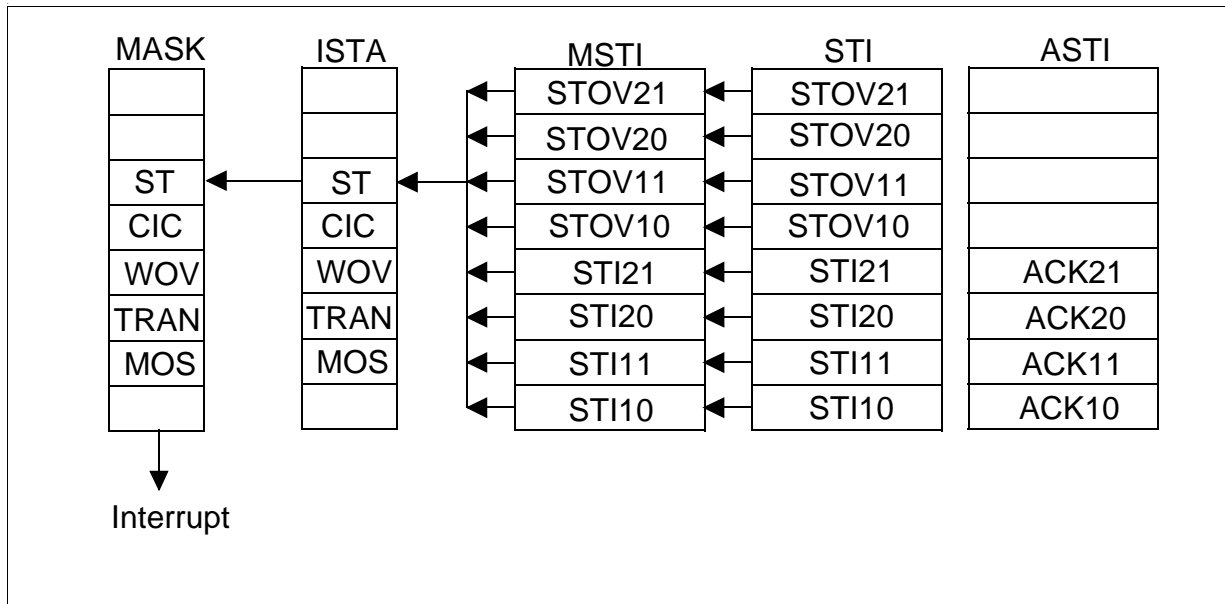 MASK ISTA MSTI STI ASTI
STOV21 STOV21
STOV20 STOV20
ST ST STOV11 STOV11
CIC CIC STOV10 STOV10
WOV WOV STI21 STI21 ACK21
TRAN TRAN STI20 STI20 ACK20
MOS MOS STI11 STI11 ACK11
STI10 STI10 ACK10
Interrupt